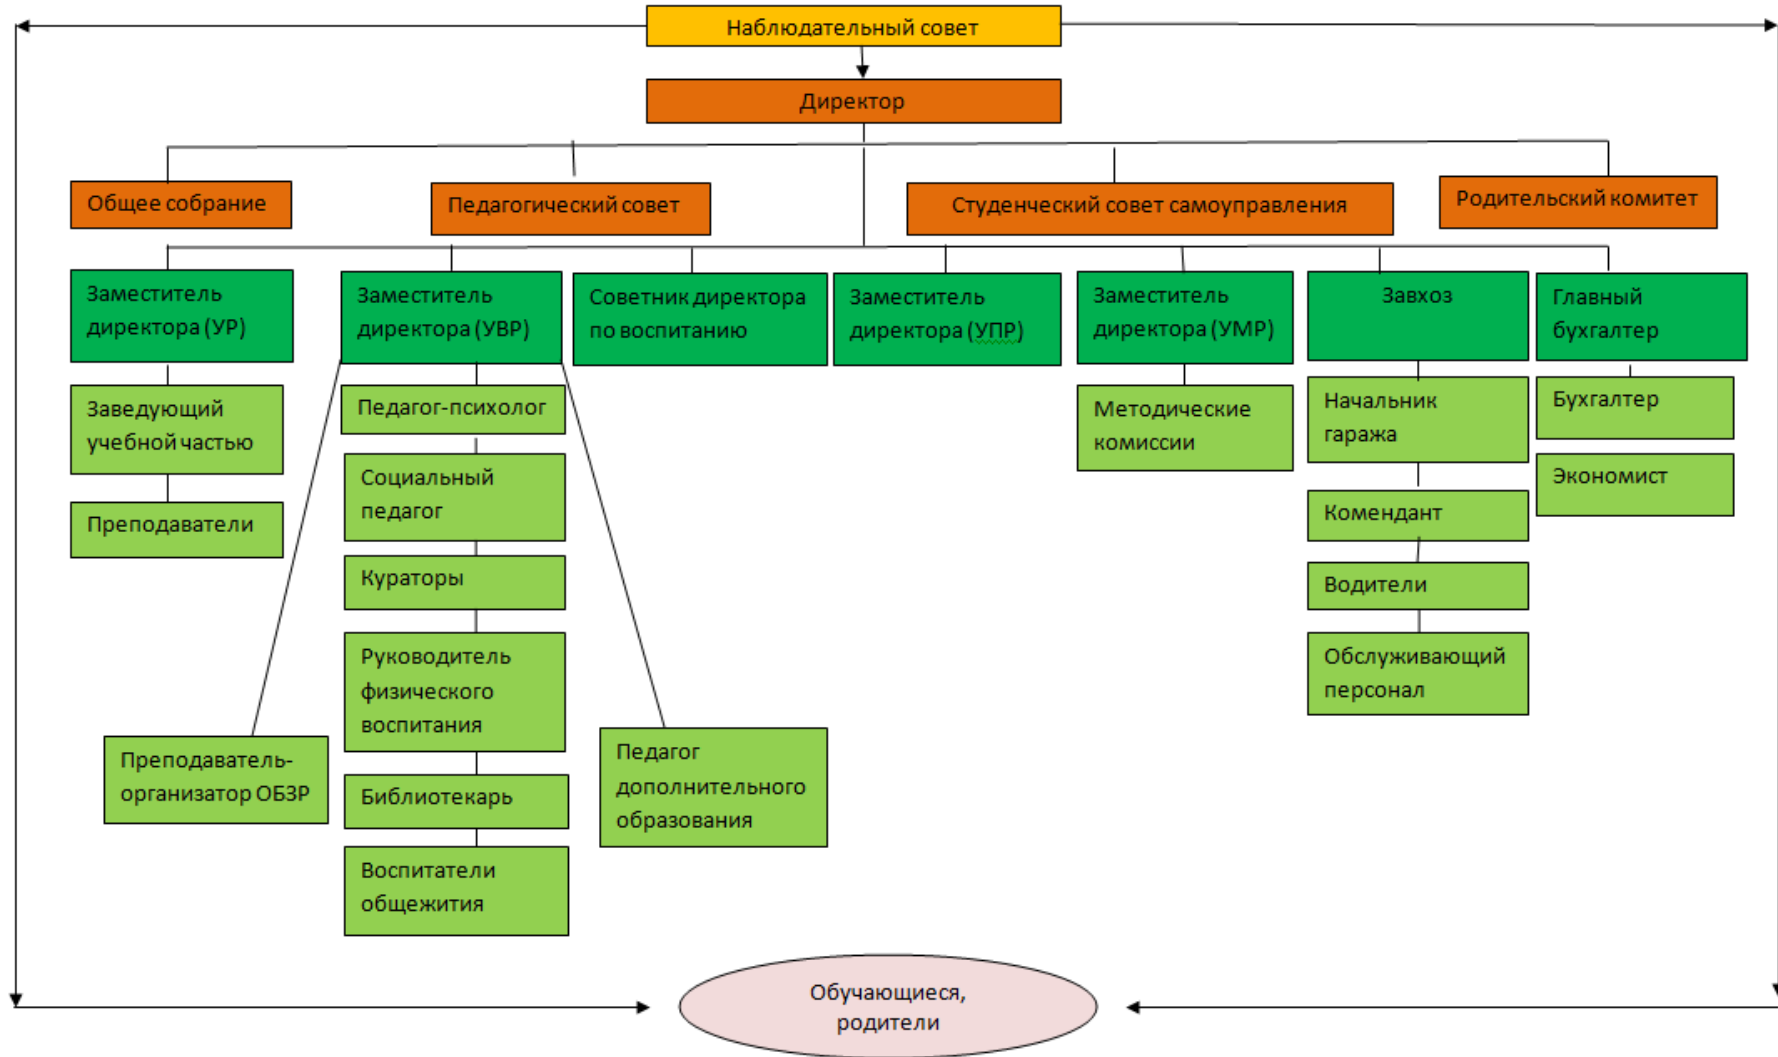 Наблюдательный совет
Директор
Общее собрание
Педагогический совет
Студенческий совет самоуправления
Родительский комитет
Заместитель
директора (УР)
Заместитель
директора (УВР)
Советник директора
по воспитанию
Заместитель
директора (УПР)
Заместитель
директора (УМР)
Завхоз
Главный
бухгалтер
Заведующий
учебной частью
Преподаватели
Педагог-психолог
Социальный
педагог
Кураторы
Руководитель
физического
воспитания
Библиотекарь
Воспитатели
общежития
Преподаватель-
организатор ОБЗР
Педагог
дополнительного
образования
Методические
комиссии
Начальник
гаража
Комендант
Водители
Обслуживающий
персонал
Бухгалтер
Экономист
Обучающиеся,
родители